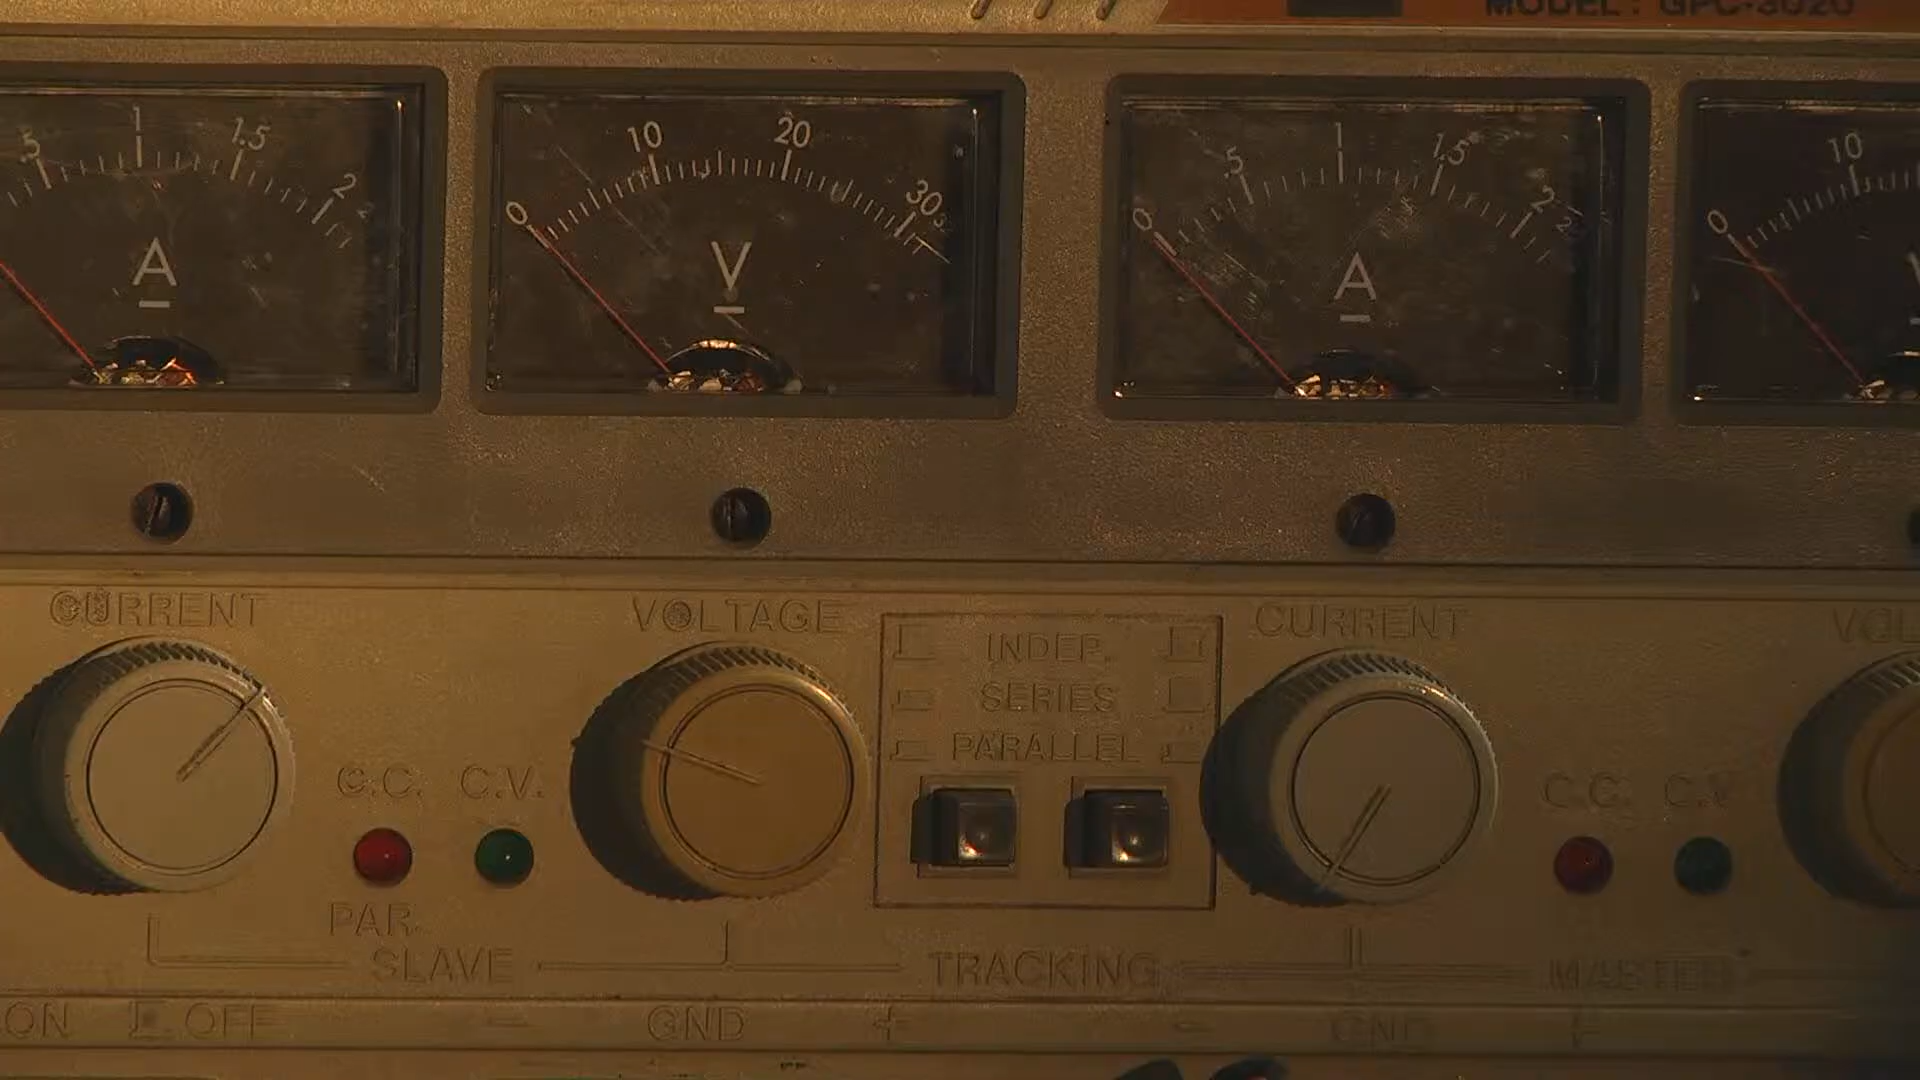 MODEL : GPC-3020
.5 1 1.5 2
A
0 10 20 30
V
0 .5 1 1.5 2
A
0 10
CURRENT
VOLTAGE
INDEP.
SERIES
PARALLEL
CURRENT
C.C. C.V.
C.C. C.V
PAR.
SLAVE
TRACKING
MASTER
ON OFF
- GND +
- GND +